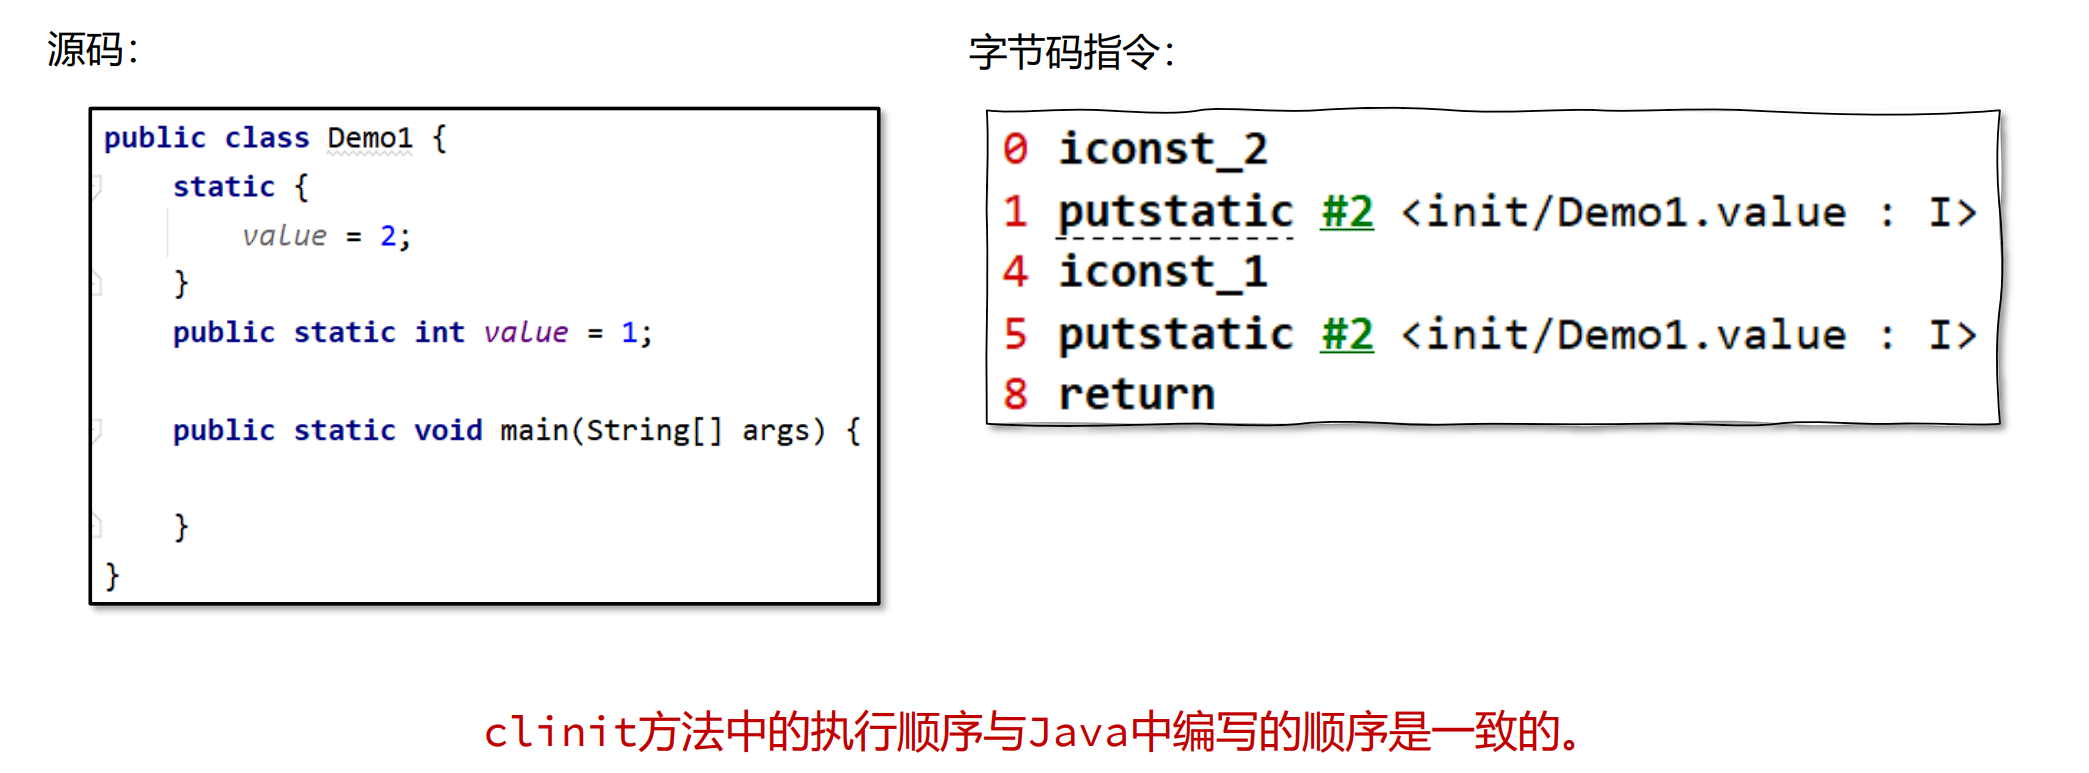 源码：
public class Demo1 {
static {
value = 2;
}
public static int value = 1;
public static void main(String[] args) {
}
}
字节码指令：
0 iconst_2
1 putstatic #2 <init/Demo1.value : I>
4 iconst_1
5 putstatic #2 <init/Demo1.value : I>
8 return
clinit方法中的执行顺序与Java中编写的顺序是一致的。